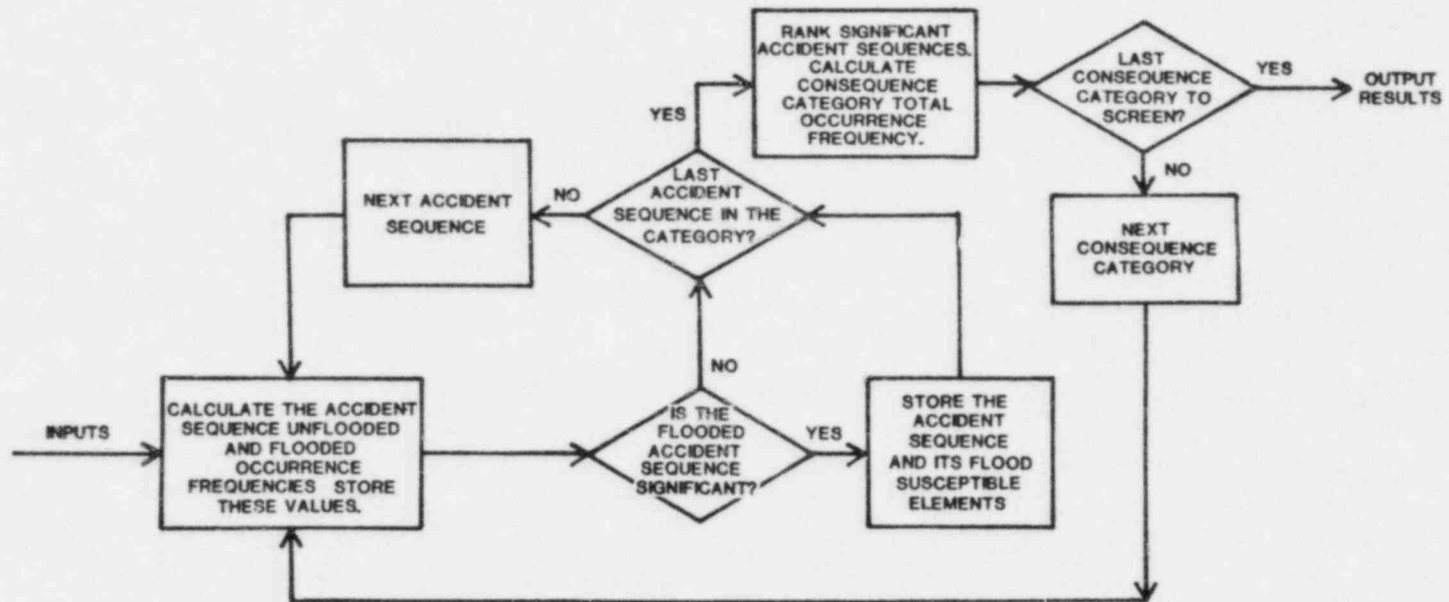 INPUTS
CALCULATE THE ACCIDENT
SEQUENCE UNFLOODED
AND FLOODED
OCCURRENCE
FREQUENCIES STORE
THESE VALUES.
IS THE
FLOODED
ACCIDENT
SEQUENCE
SIGNIFICANT?
YES
STORE THE
ACCIDENT
SEQUENCE
AND ITS FLOOD
SUSCEPTIBLE
ELEMENTS
NO
LAST
ACCIDENT
SEQUENCE IN THE
CATEGORY?
NO
NEXT ACCIDENT
SEQUENCE
YES
RANK SIGNIFICANT
ACCIDENT SEQUENCES.
CALCULATE
CONSEQUENCE
CATEGORY TOTAL
OCCURRENCE
FREQUENCY.
LAST
CONSEQUENCE
CATEGORY TO
SCREEN?
YES
OUTPUT
RESULTS
NO
NEXT
CONSEQUENCE
CATEGORY